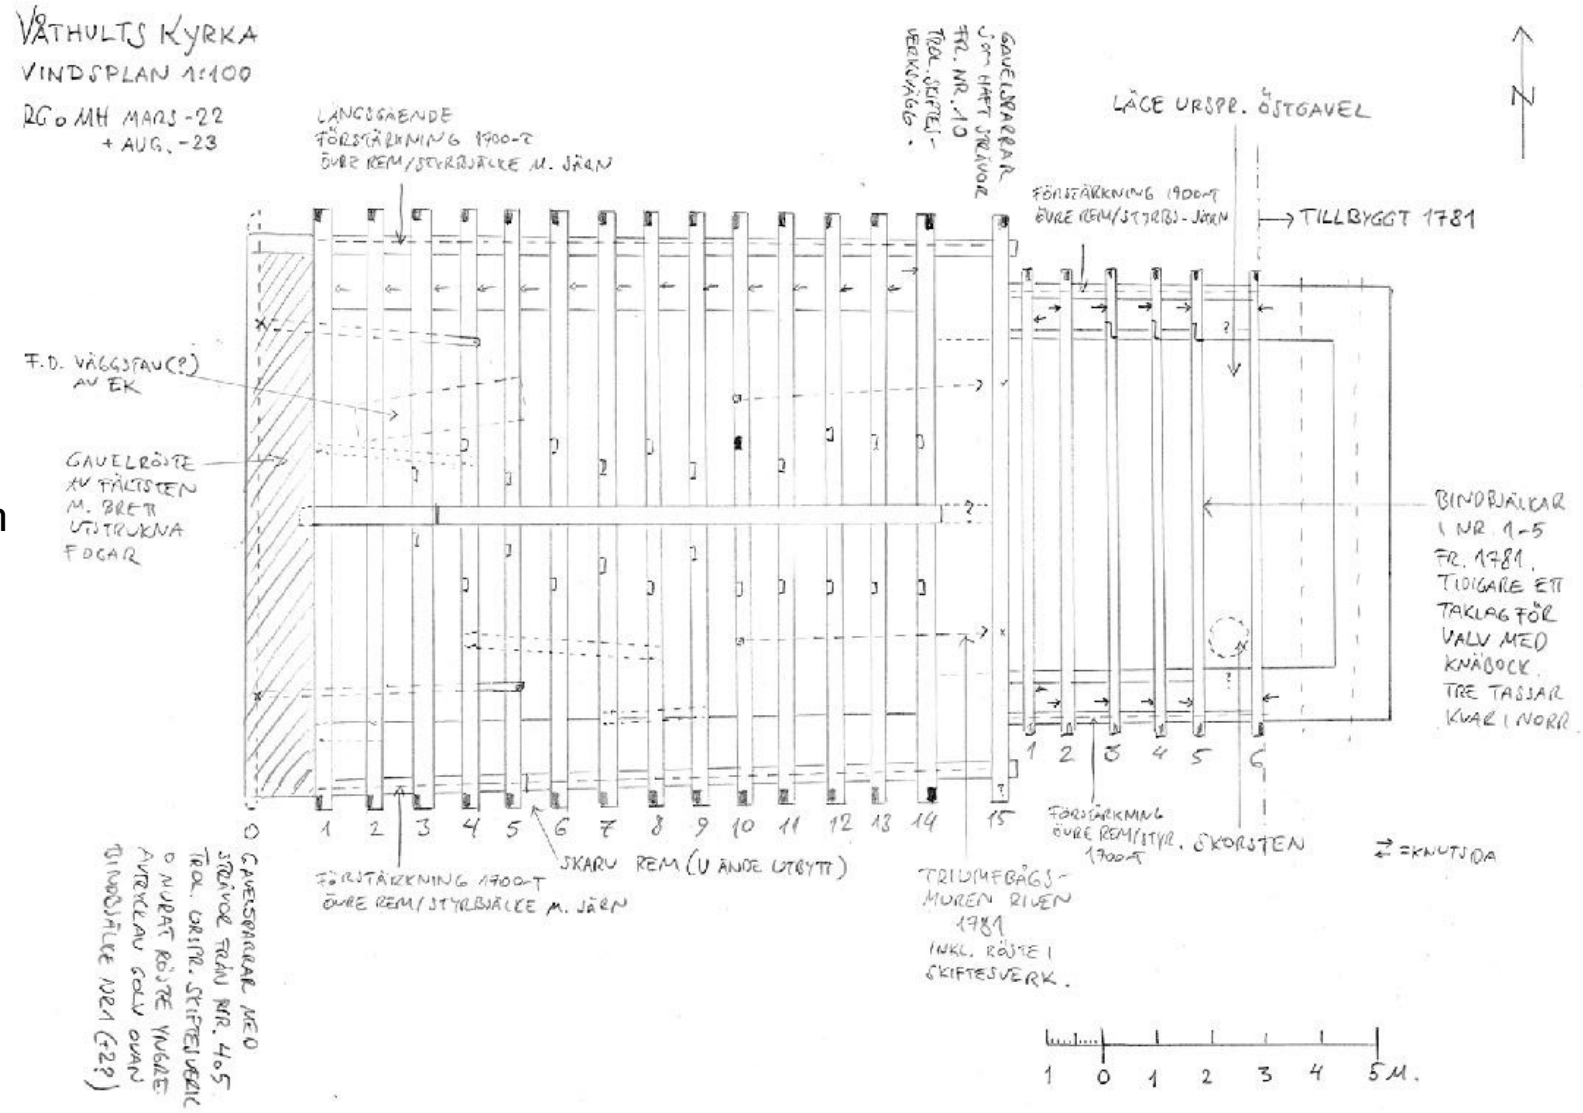 VÅTHULTS KYRKA
VINDSPLAN 1:100
RG o MH MARS -22
+ AUG. -23
LÄNGSGÅENDE
FÖRSTÄRKNING 1700-T
ÖVRE REM/STYRBJÄLKE M. JÄRN
GAVELSPARRAR
SOM HAFT STRÄVOR
FR. NR. 10
TROL. SKIFTES-
VERKSVÄGG.
LÄGE URSPR. ÖSTGAVEL
N
FÖRSTÄRKNING 1900-T
ÖVRE REM/STYRBJ-JÄRN
TILLBYGGT 1781
F.D. VÄGGSTAV(?)
AV EK
GAVELRÖSTE
AV FÄLTSTEN
M. BRETT
UTSTRUKNA
FOGAR
n
?
?
?
BINDBJÄLKAR
I NR. 1-5
FR. 1781.
TIDIGARE ETT
TAKLAG FÖR
VALV MED
KNÄBOCK.
TRE TASSAR
KVAR I NORR
0 1 2 3 4 5 6 7 8 9 10 11 12 13 14 15
1 2 3 4 5 6
SKARV REM (V ÄNDE UTBYTT)
FÖRSTÄRKNING 1700-T
ÖVRE REM/STYRBJÄLKE M. JÄRN
FÖRSTÄRKNING
ÖVRE REM/STYR.
1700-T
SKORSTEN
⇄ =KNUTSIDA
TRIUMFBÅGS-
MUREN RIVEN
1781
INKL. RÖSTE I
SKIFTESVERK.
GAVELSPARRAR MED
STRÄVOR FRÅN NR. 4o5
TROL. URSPR. SKIFTESVERK
o MURAT RÖSTE YNGRE
AVTRYCK AV GOLV OVAN
BINDBJÄLKE NR1 (+2?)
1 0 1 2 3 4 5 M.